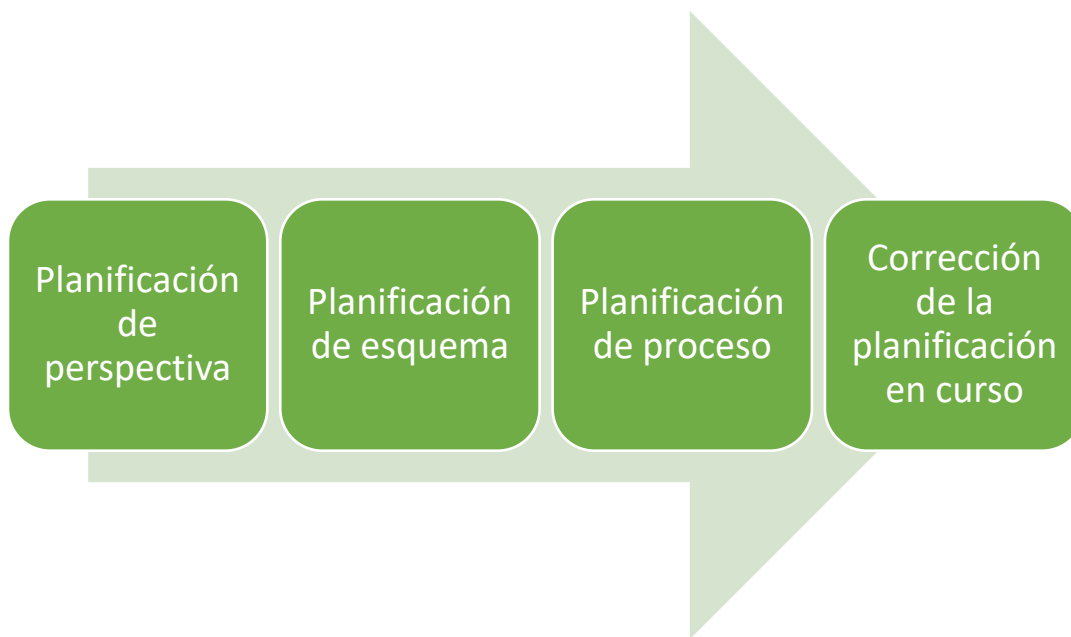 Planificación
de
perspectiva
Planificación
de esquema
Planificación
de proceso
Corrección
de la
planificación
en curso